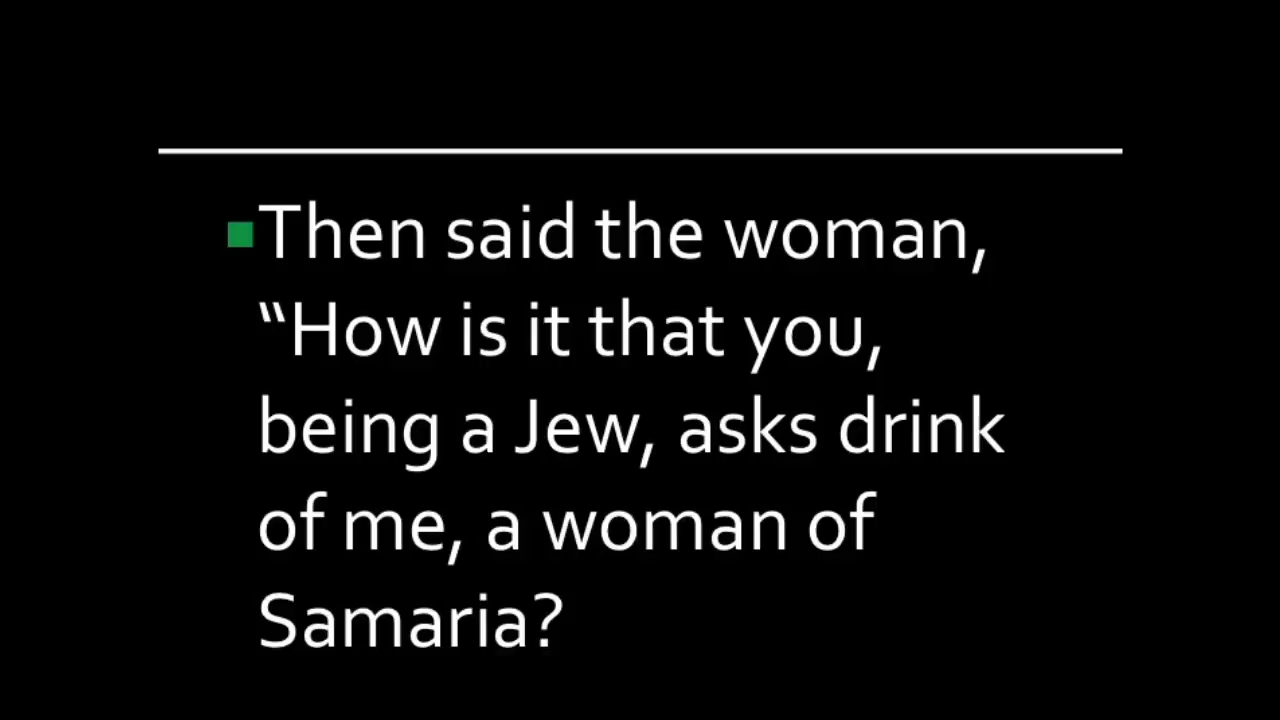 Then said the woman,
“How is it that you,
being a Jew, asks drink
of me, a woman of
Samaria?